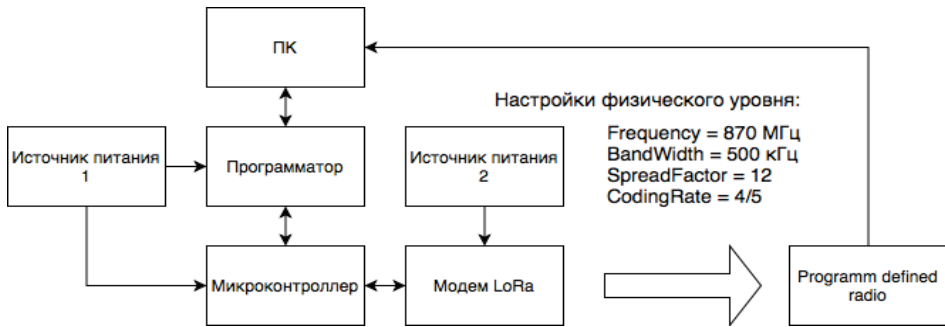 ПК
Настройки физического уровня:
Frequency = 870 МГц
BandWidth = 500 кГц
SpreadFactor = 12
CodingRate = 4/5
Источник питания
1
Программатор
Источник питания
2
Микроконтроллер
Модем LoRa
Programm defined
radio